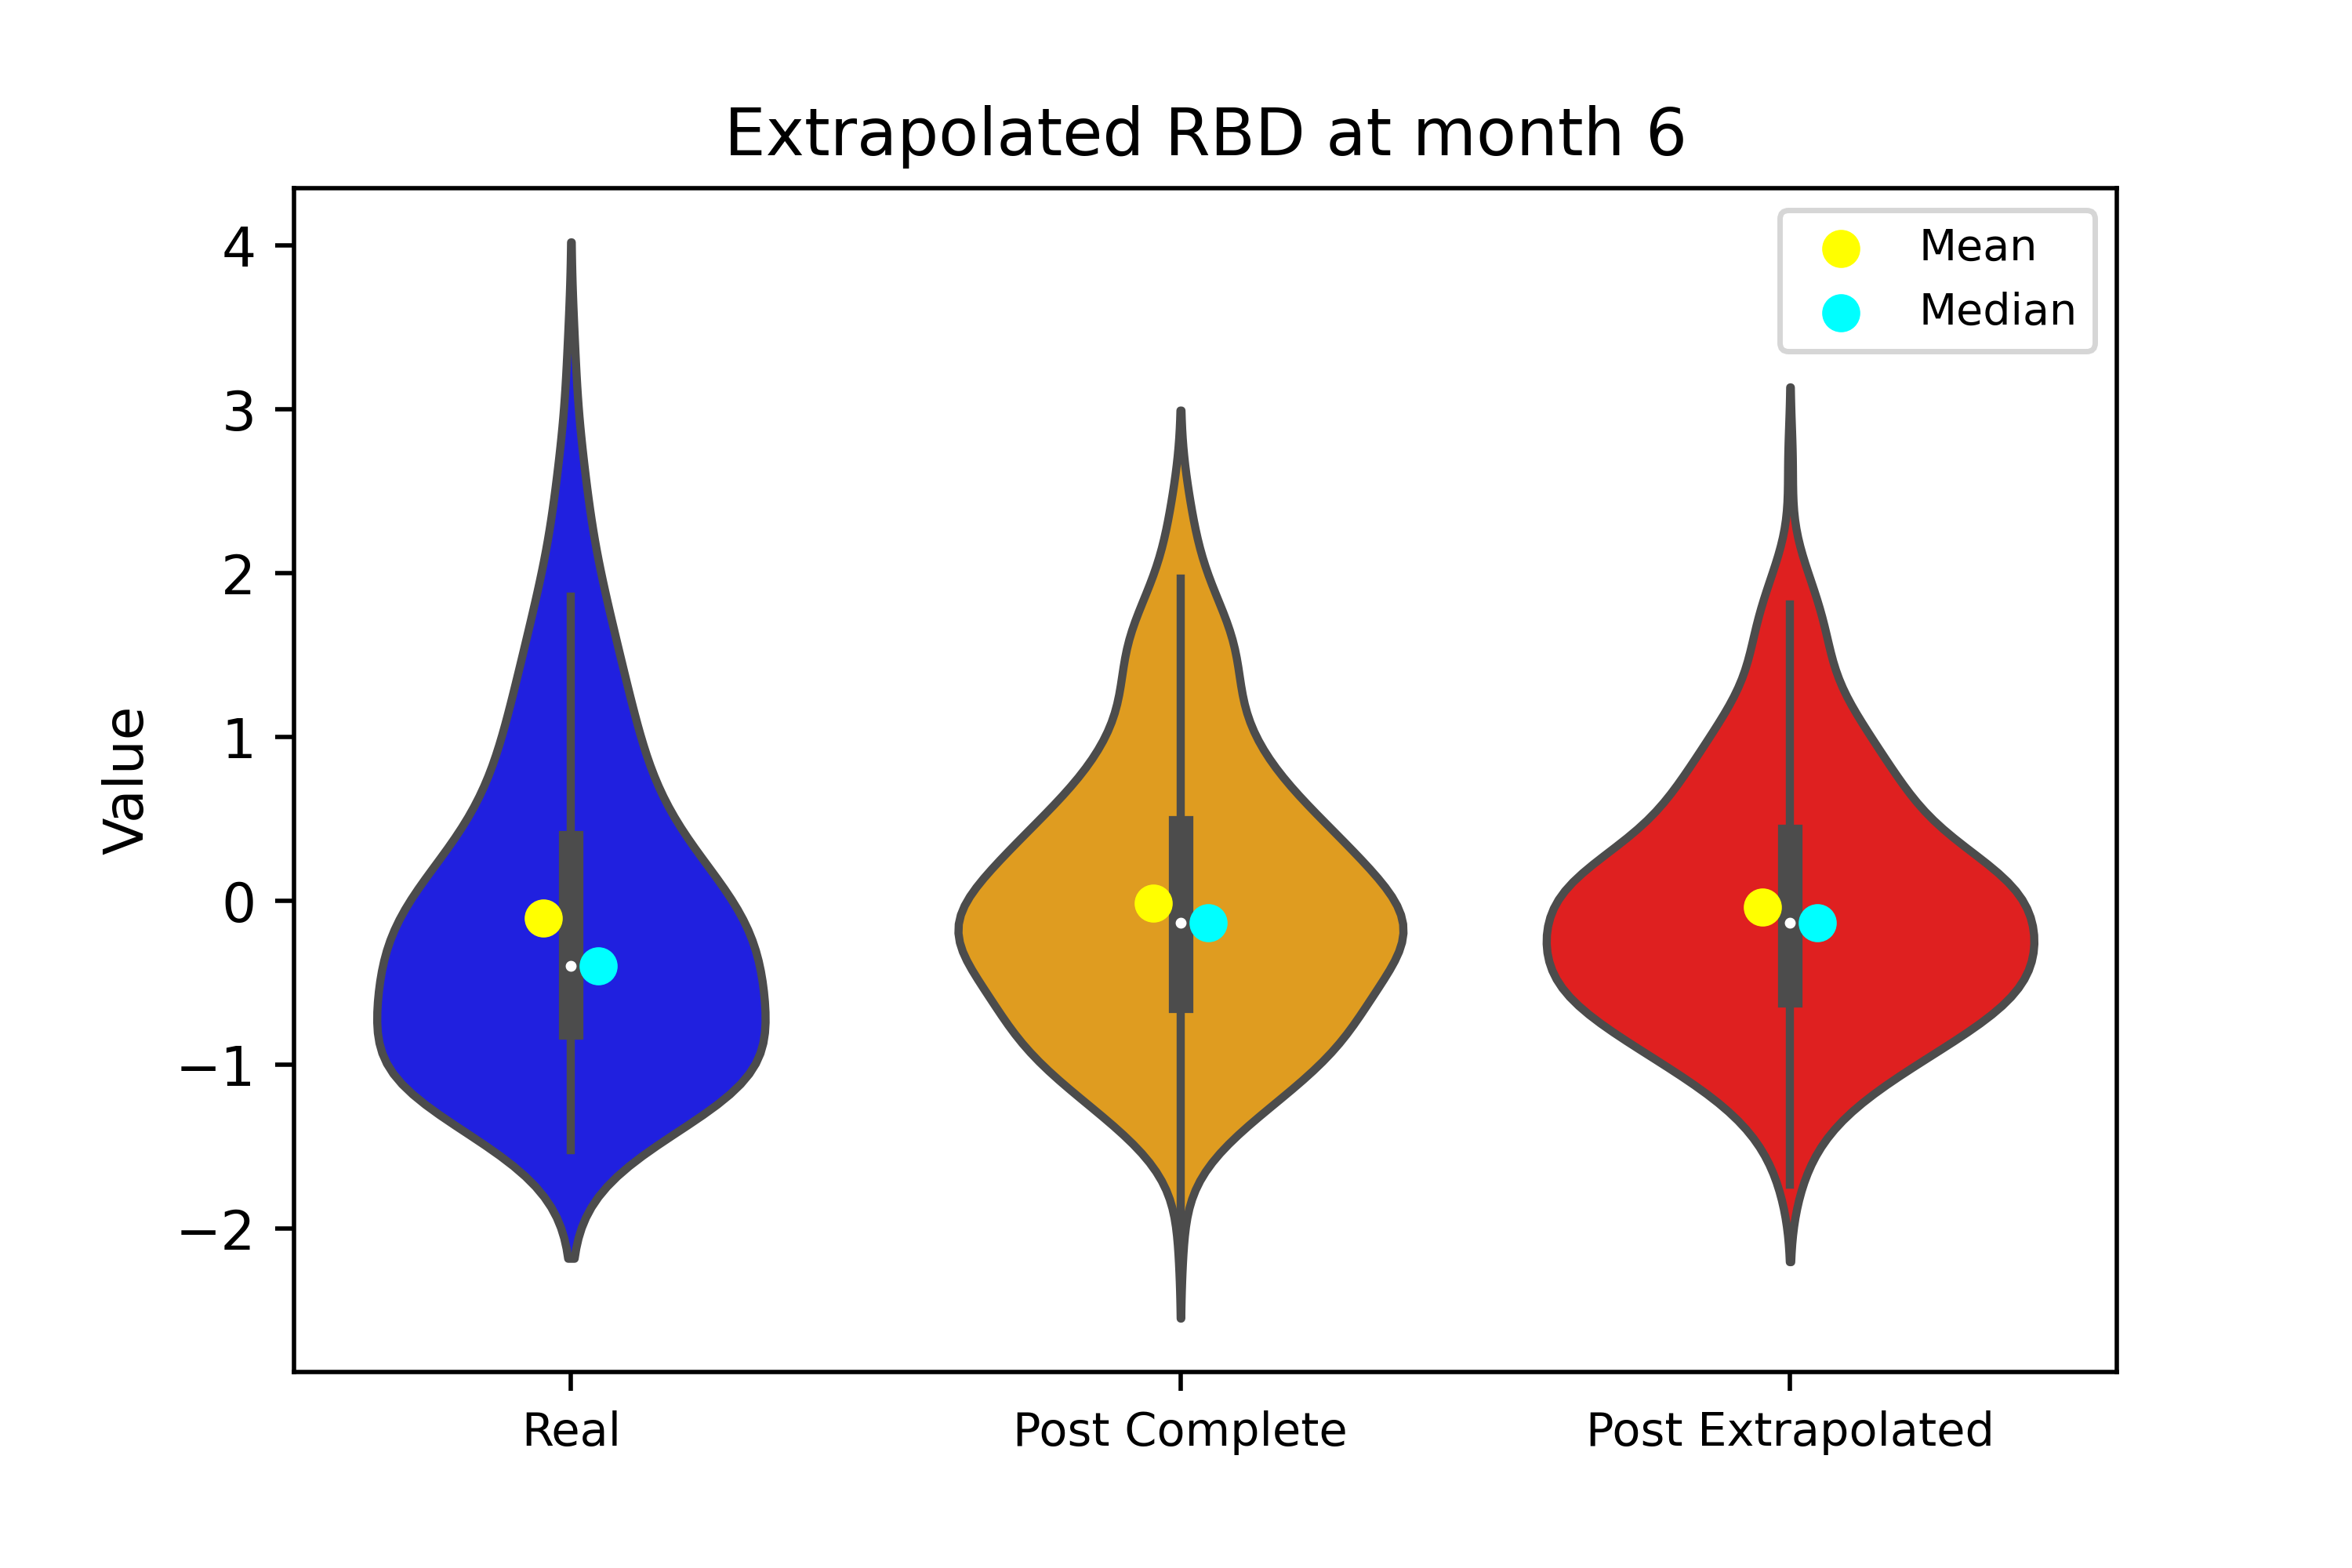 Extrapolated RBD at month 6
Mean
Median
4
3
2
1
0
−1
−2
Value
Real
Post Complete
Post Extrapolated